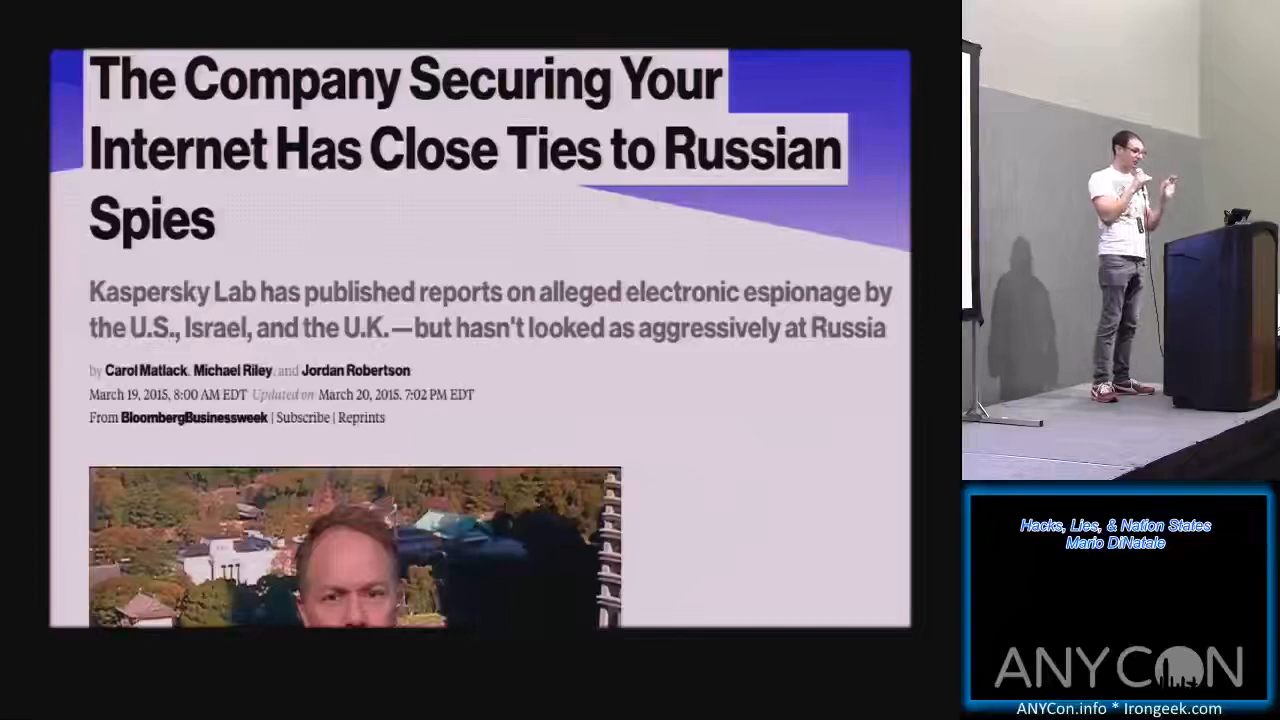 The Company Securing Your
Internet Has Close Ties to Russian
Spies
Kaspersky Lab has published reports on alleged electronic espionage by
the U.S., Israel, and the U.K.—but hasn't looked as aggressively at Russia
by Carol Matlack, Michael Riley, and Jordan Robertson
March 19, 2015, 8:00 AM EDT Updated on March 20, 2015, 7:02 PM EDT
From BloombergBusinessweek | Subscribe | Reprints
Hacks, Lies, & Nation States
Mario DiNatale
ANYCON
ANYCon.info * Irongeek.com